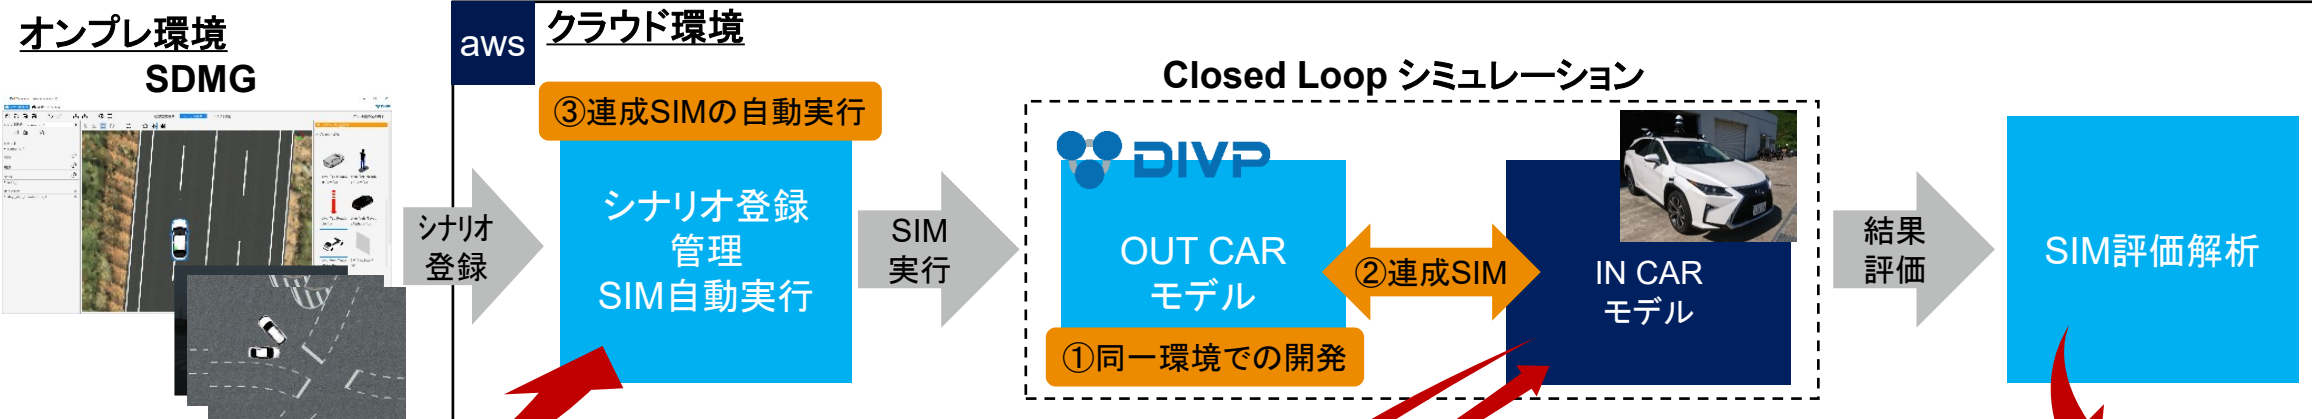 オンプレ環境
SDMG
aws
クラウド環境
③連成SIMの自動実行
Closed Loop シミュレーション
シナリオ
登録
シナリオ登録
管理
SIM自動実行
SIM
実行
DIVP
OUT CAR
モデル
①同一環境での開発
②連成SIM
IN CAR
モデル
結果
評価
SIM評価解析